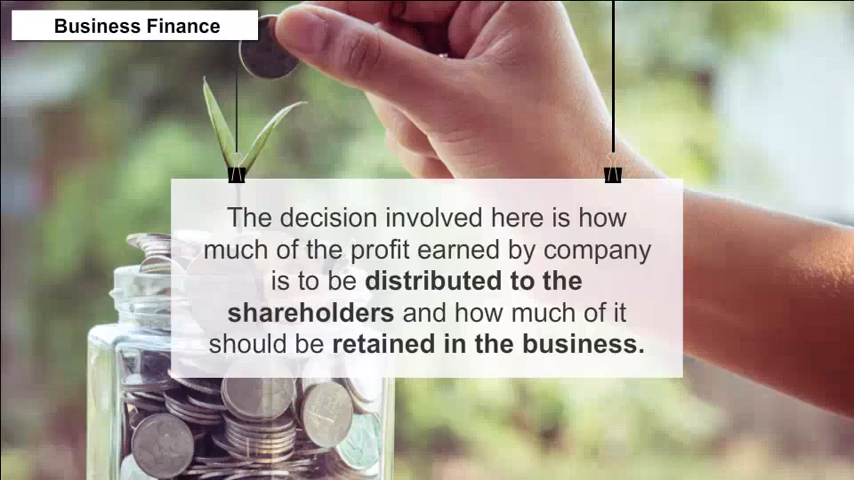 Business Finance
The decision involved here is how
much of the profit earned by company
is to be distributed to the
shareholders and how much of it
should be retained in the business.